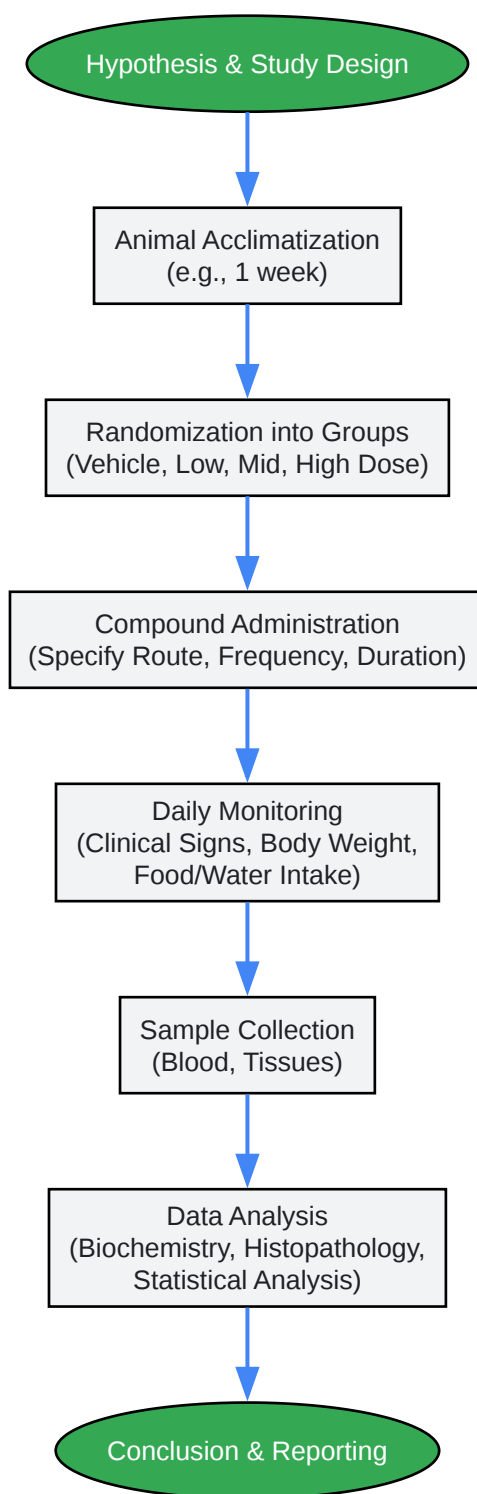 Hypothesis & Study Design
Animal Acclimatization
(e.g., 1 week)
Randomization into Groups
(Vehicle, Low, Mid, High Dose)
Compound Administration
(Specify Route, Frequency, Duration)
Daily Monitoring
(Clinical Signs, Body Weight,
Food/Water Intake)
Sample Collection
(Blood, Tissues)
Data Analysis
(Biochemistry, Histopathology,
Statistical Analysis)
Conclusion & Reporting